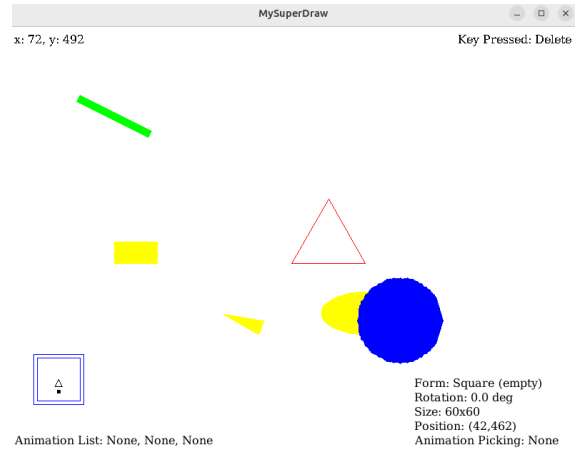 MySuperDraw
x: 72, y: 492
Key Pressed: Delete
Form: Square (empty)
Rotation: 0.0 deg
Size: 60x60
Position: (42,462)
Animation List: None, None, None
Animation Picking: None